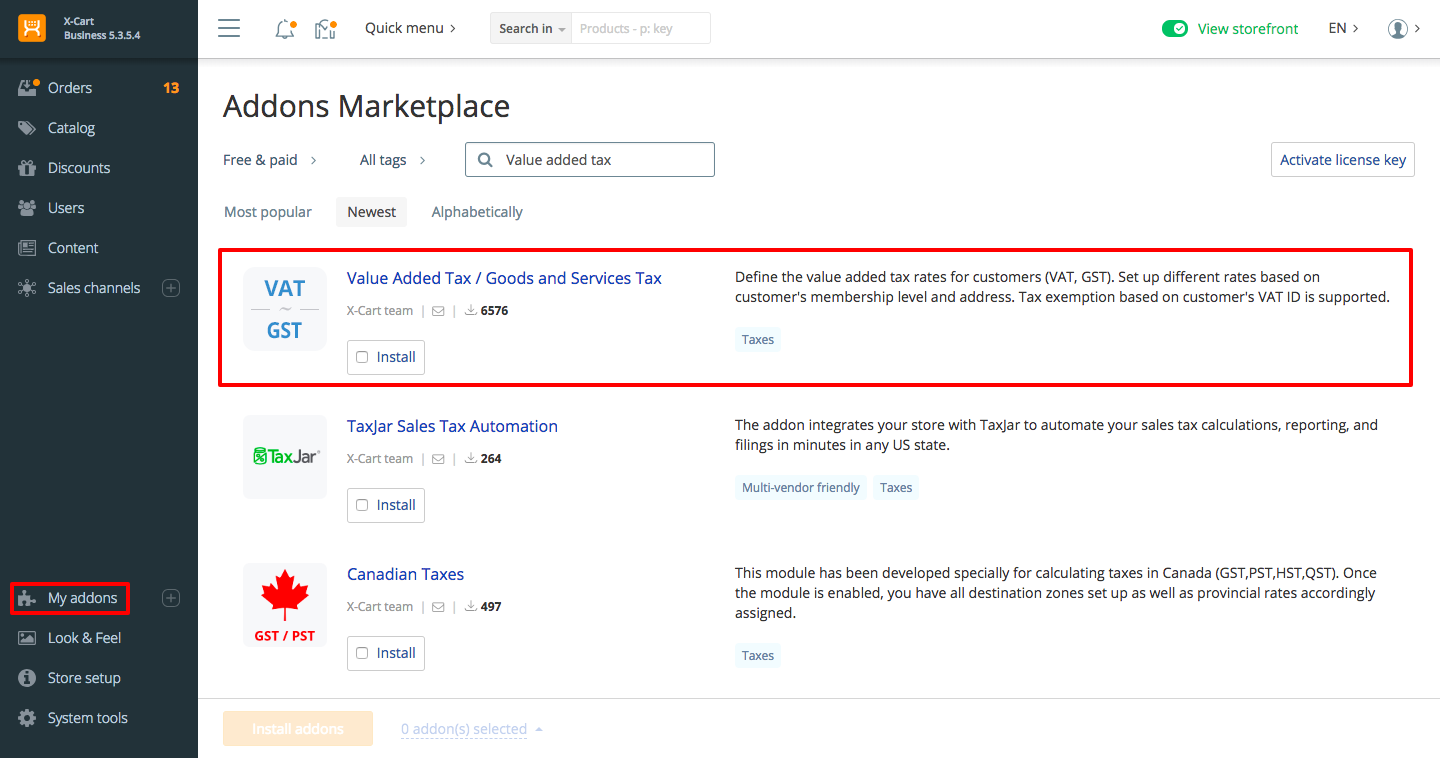 X-Cart
Business 5.3.5.4
Quick menu
Search in
Products - p: key
View storefront
EN
Orders
13
Catalog
Discounts
Users
Content
Sales channels
My addons
Look & Feel
Store setup
System tools
Addons Marketplace
Free & paid
All tags
Value added tax
Activate license key
Most popular
Newest
Alphabetically
VAT
GST
Value Added Tax / Goods and Services Tax
X-Cart team | | 6576
Install
Define the value added tax rates for customers (VAT, GST). Set up different rates based on
customer's membership level and address. Tax exemption based on customer's VAT ID is supported.
Taxes
TaxJar
TaxJar Sales Tax Automation
X-Cart team | | 264
Install
The addon integrates your store with TaxJar to automate your sales tax calculations, reporting, and
filings in minutes in any US state.
Multi-vendor friendly
Taxes
GST / PST
Canadian Taxes
X-Cart team | | 497
Install
This module has been developed specially for calculating taxes in Canada (GST,PST,HST,QST). Once
the module is enabled, you have all destination zones set up as well as provincial rates accordingly
assigned.
Taxes
Install addons
0 addon(s) selected